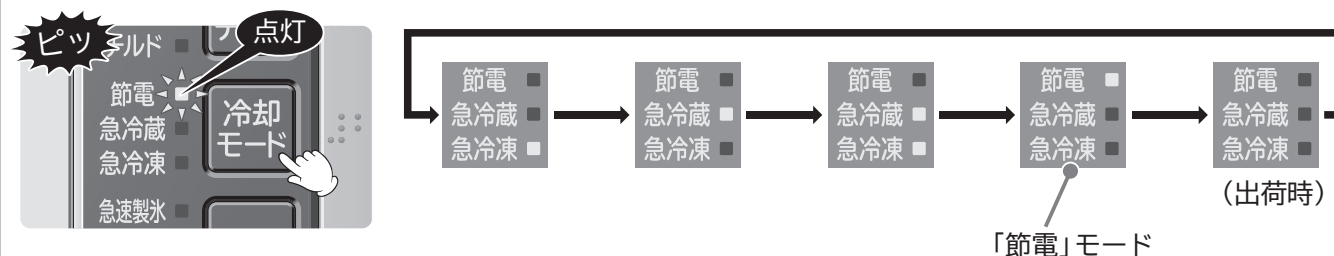 ピッ
点灯
ールド
節電
急冷蔵
急冷凍
急速製氷
冷却
モード
節電
急冷蔵
急冷凍
節電
急冷蔵
急冷凍
節電
急冷蔵
急冷凍
節電
急冷蔵
急冷凍
節電
急冷蔵
急冷凍
(出荷時)
「節電」モード